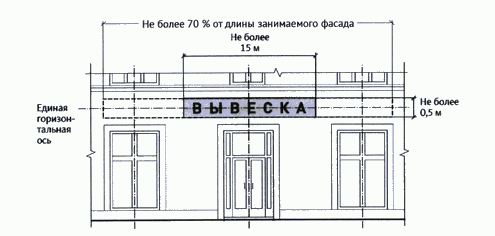 Не более 70 % от длины занимаемого фасада
Не более
15 м
ВЫВЕСКА
Единая
горизон-
тальная
ось
Не более
0,5 м